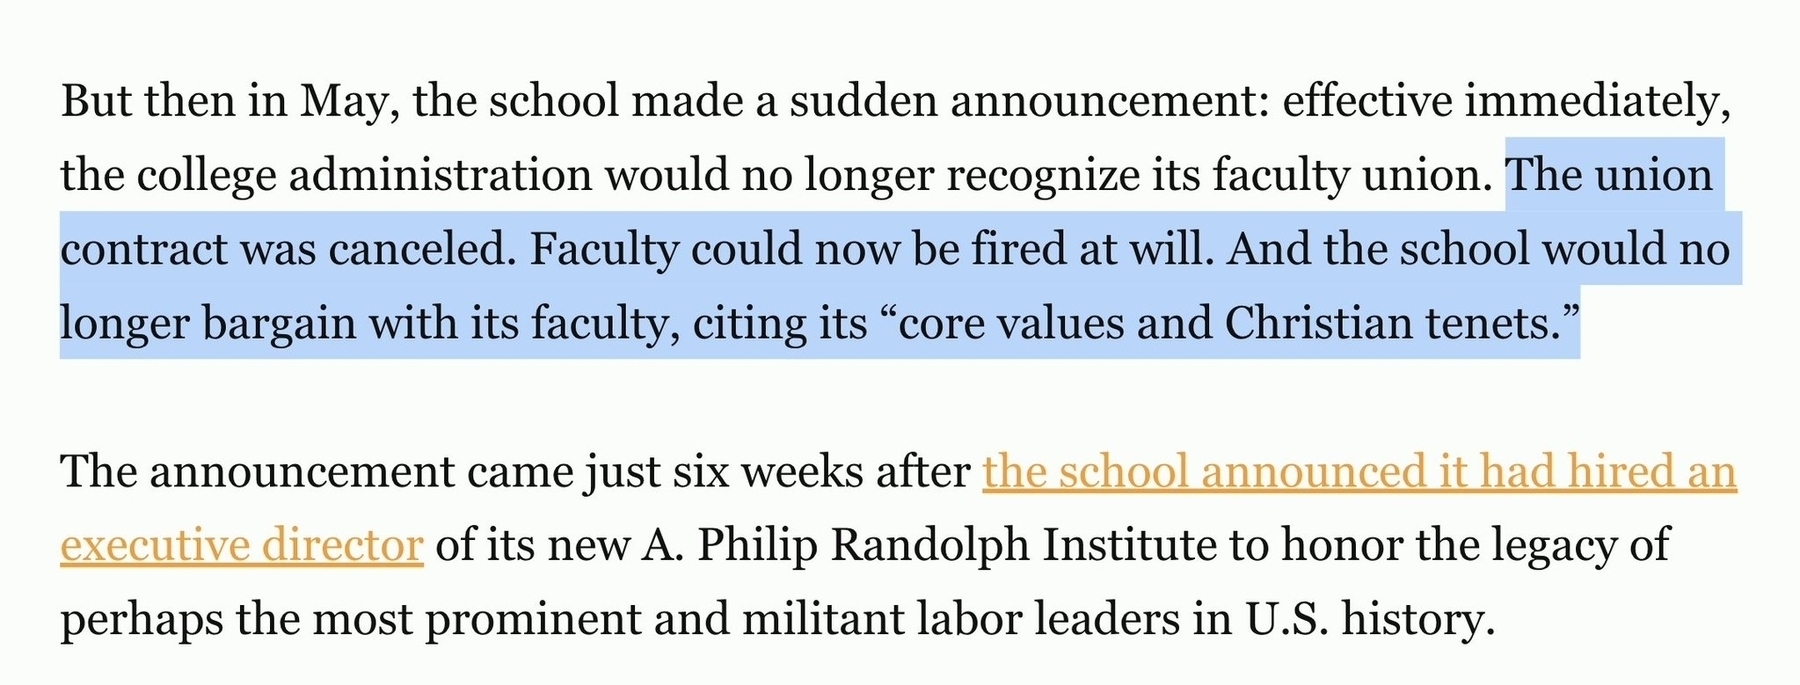 But then in May, the school made a sudden announcement: effective immediately,
the college administration would no longer recognize its faculty union. The union
contract was canceled. Faculty could now be fired at will. And the school would no
longer bargain with its faculty, citing its “core values and Christian tenets.”
The announcement came just six weeks after the school announced it had hired an
executive director of its new A. Philip Randolph Institute to honor the legacy of
perhaps the most prominent and militant labor leaders in U.S. history.